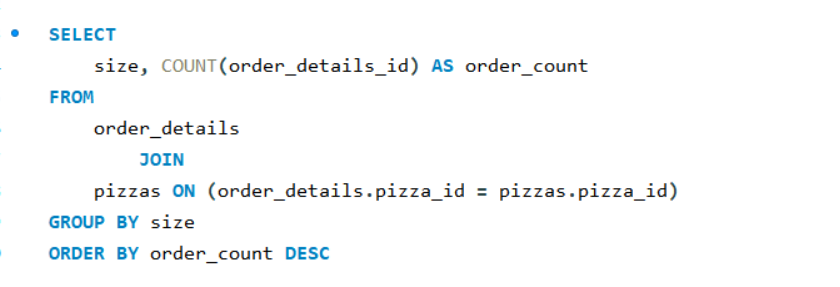 SELECT
size, COUNT(order_details_id) AS order_count
FROM
order_details
JOIN
pizzas ON (order_details.pizza_id = pizzas.pizza_id)
GROUP BY size
ORDER BY order_count DESC